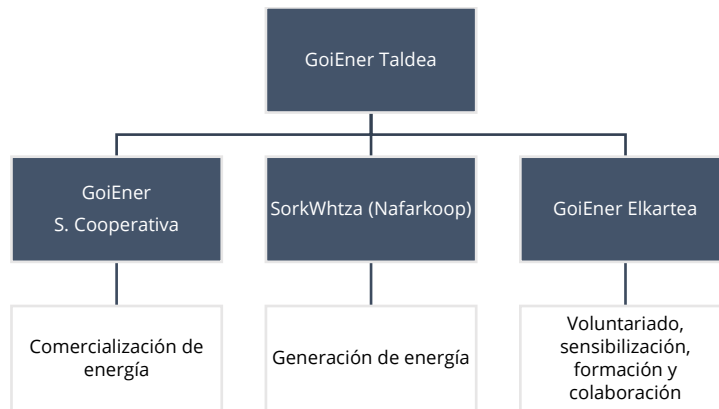 GoiEner Taldea
GoiEner
S. Cooperativa
SorkWhtza (Nafarkoop)
GoiEner Elkartea
Comercialización de
energía
Generación de energía
Voluntariado,
sensibilización,
formación y
colaboración